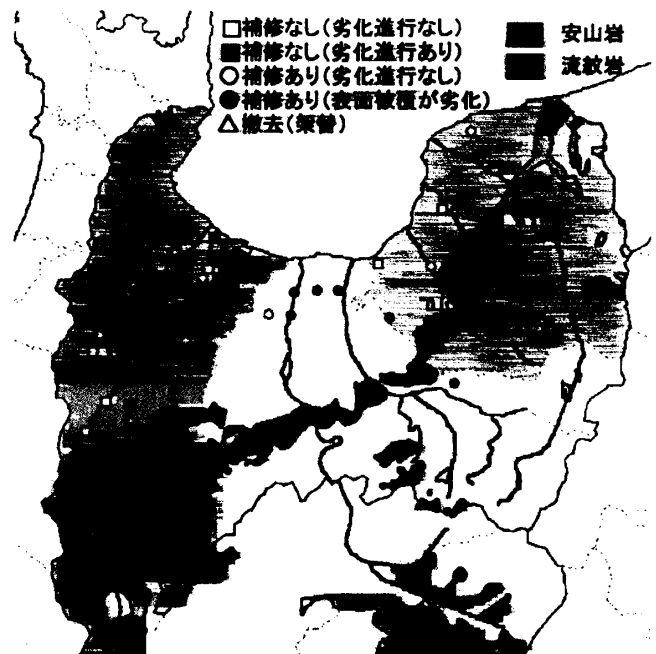 □補修なし(劣化進行なし)
■補修なし(劣化進行あり)
○補修あり(劣化進行なし)
●補修あり(表面被覆が劣化)
△撤去(架替)
安山岩
流紋岩